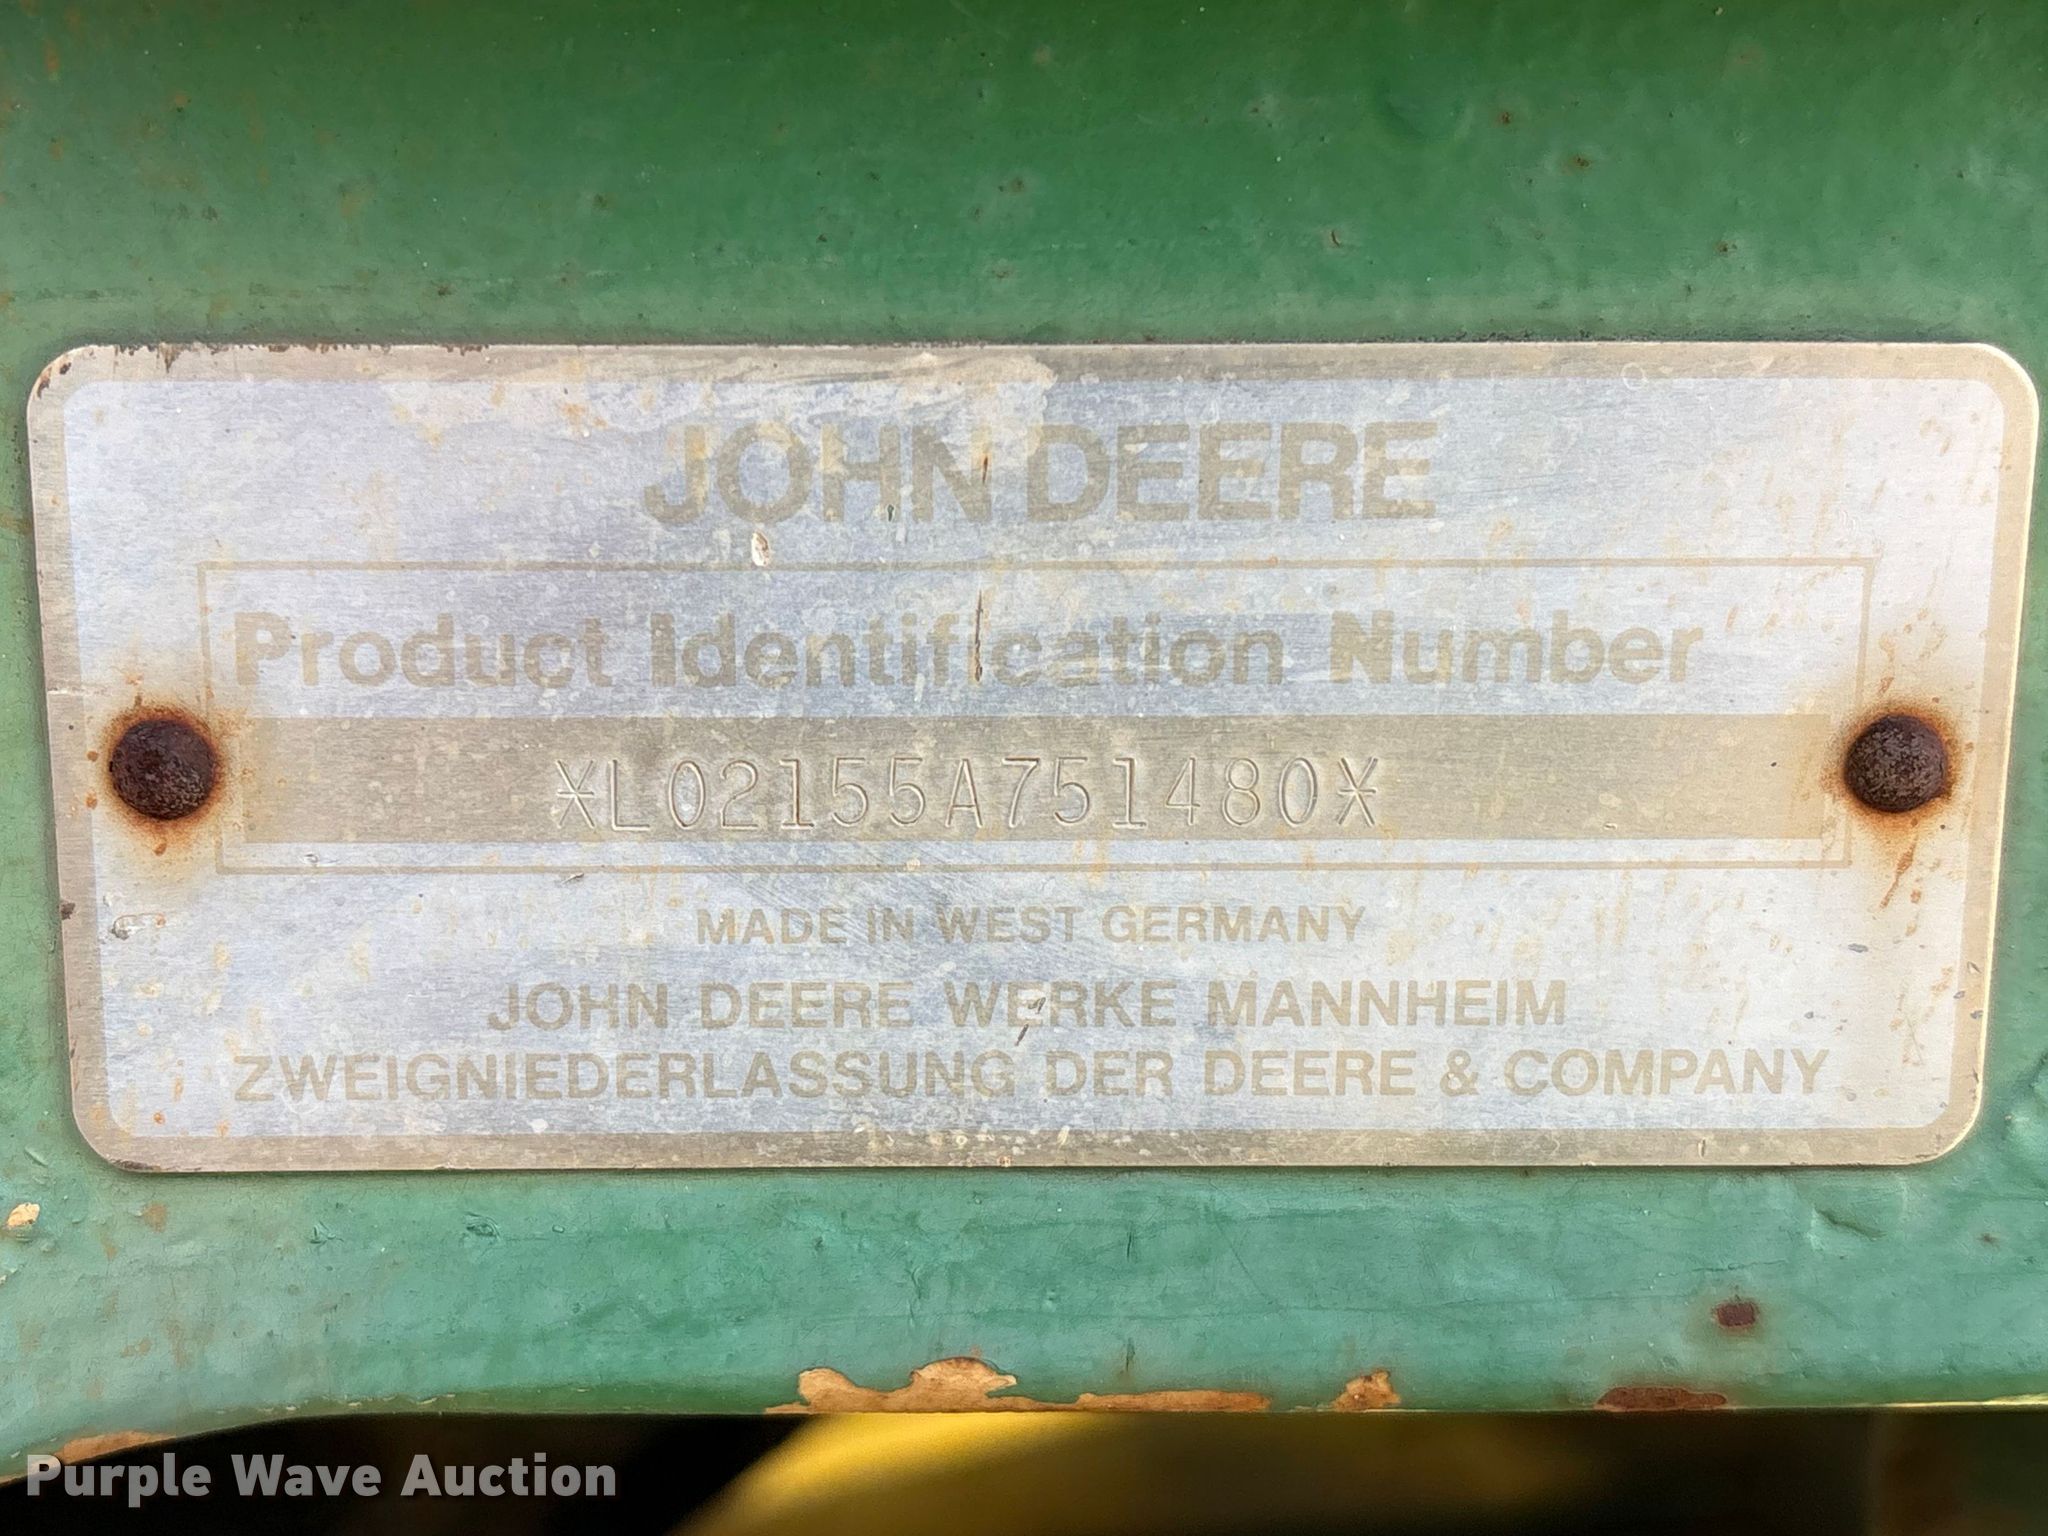 JOHN DEERE
Product Identification Number
*L02155A751480*
MADE IN WEST GERMANY
JOHN DEERE WERKE MANNHEIM
ZWEIGNIEDERLASSUNG DER DEERE & COMPANY
Purple Wave Auction